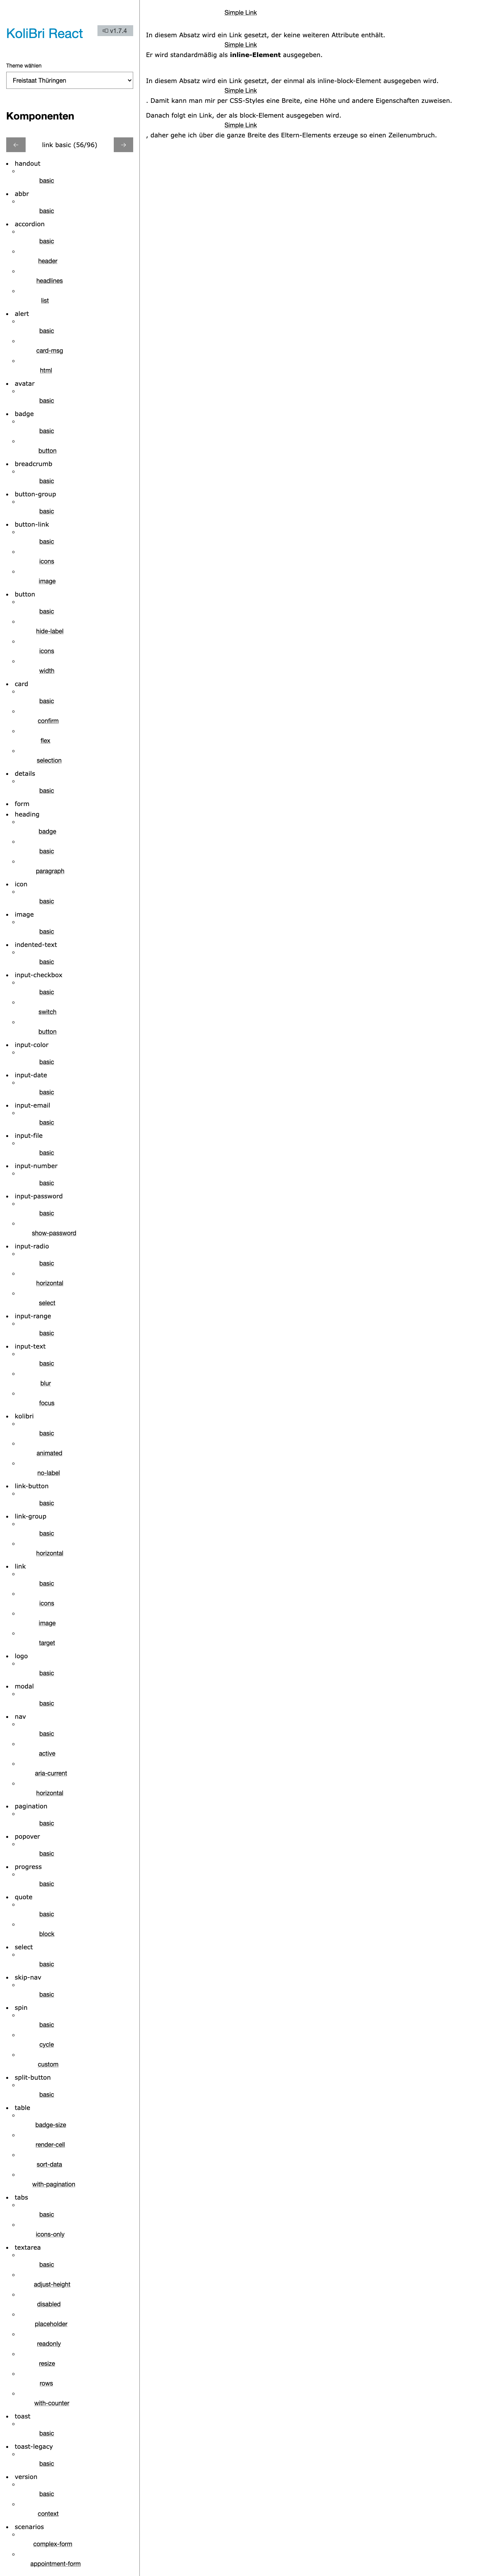 KoliBri React
v1.7.4
Theme wählen
Freistaat Thüringen
Komponenten
link basic (56/96)
handout
basic
abbr
basic
accordion
basic
header
headlines
list
alert
basic
card-msg
html
avatar
basic
badge
basic
button
breadcrumb
basic
button-group
basic
button-link
basic
icons
image
button
basic
hide-label
icons
width
card
basic
confirm
flex
selection
details
basic
form
heading
badge
basic
paragraph
icon
basic
image
basic
indented-text
basic
input-checkbox
basic
switch
button
input-color
basic
input-date
basic
input-email
basic
input-file
basic
input-number
basic
input-password
basic
show-password
input-radio
basic
horizontal
select
input-range
basic
input-text
basic
blur
focus
kolibri
basic
animated
no-label
link-button
basic
link-group
basic
horizontal
link
basic
icons
image
target
logo
basic
modal
basic
nav
basic
active
aria-current
horizontal
pagination
basic
popover
basic
progress
basic
quote
basic
block
select
basic
skip-nav
basic
spin
basic
cycle
custom
split-button
basic
table
badge-size
render-cell
sort-data
with-pagination
tabs
basic
icons-only
textarea
basic
adjust-height
disabled
placeholder
readonly
resize
rows
with-counter
toast
basic
toast-legacy
basic
version
basic
context
scenarios
complex-form
appointment-form
Simple Link
In diesem Absatz wird ein Link gesetzt, der keine weiteren Attribute enthält.
Simple Link
Er wird standardmäßig als inline-Element ausgegeben.
In diesem Absatz wird ein Link gesetzt, der einmal als inline-block-Element ausgegeben wird.
Simple Link
. Damit kann man mir per CSS-Styles eine Breite, eine Höhe und andere Eigenschaften zuweisen.
Danach folgt ein Link, der als block-Element ausgegeben wird.
Simple Link
, daher gehe ich über die ganze Breite des Eltern-Elements erzeuge so einen Zeilenumbruch.